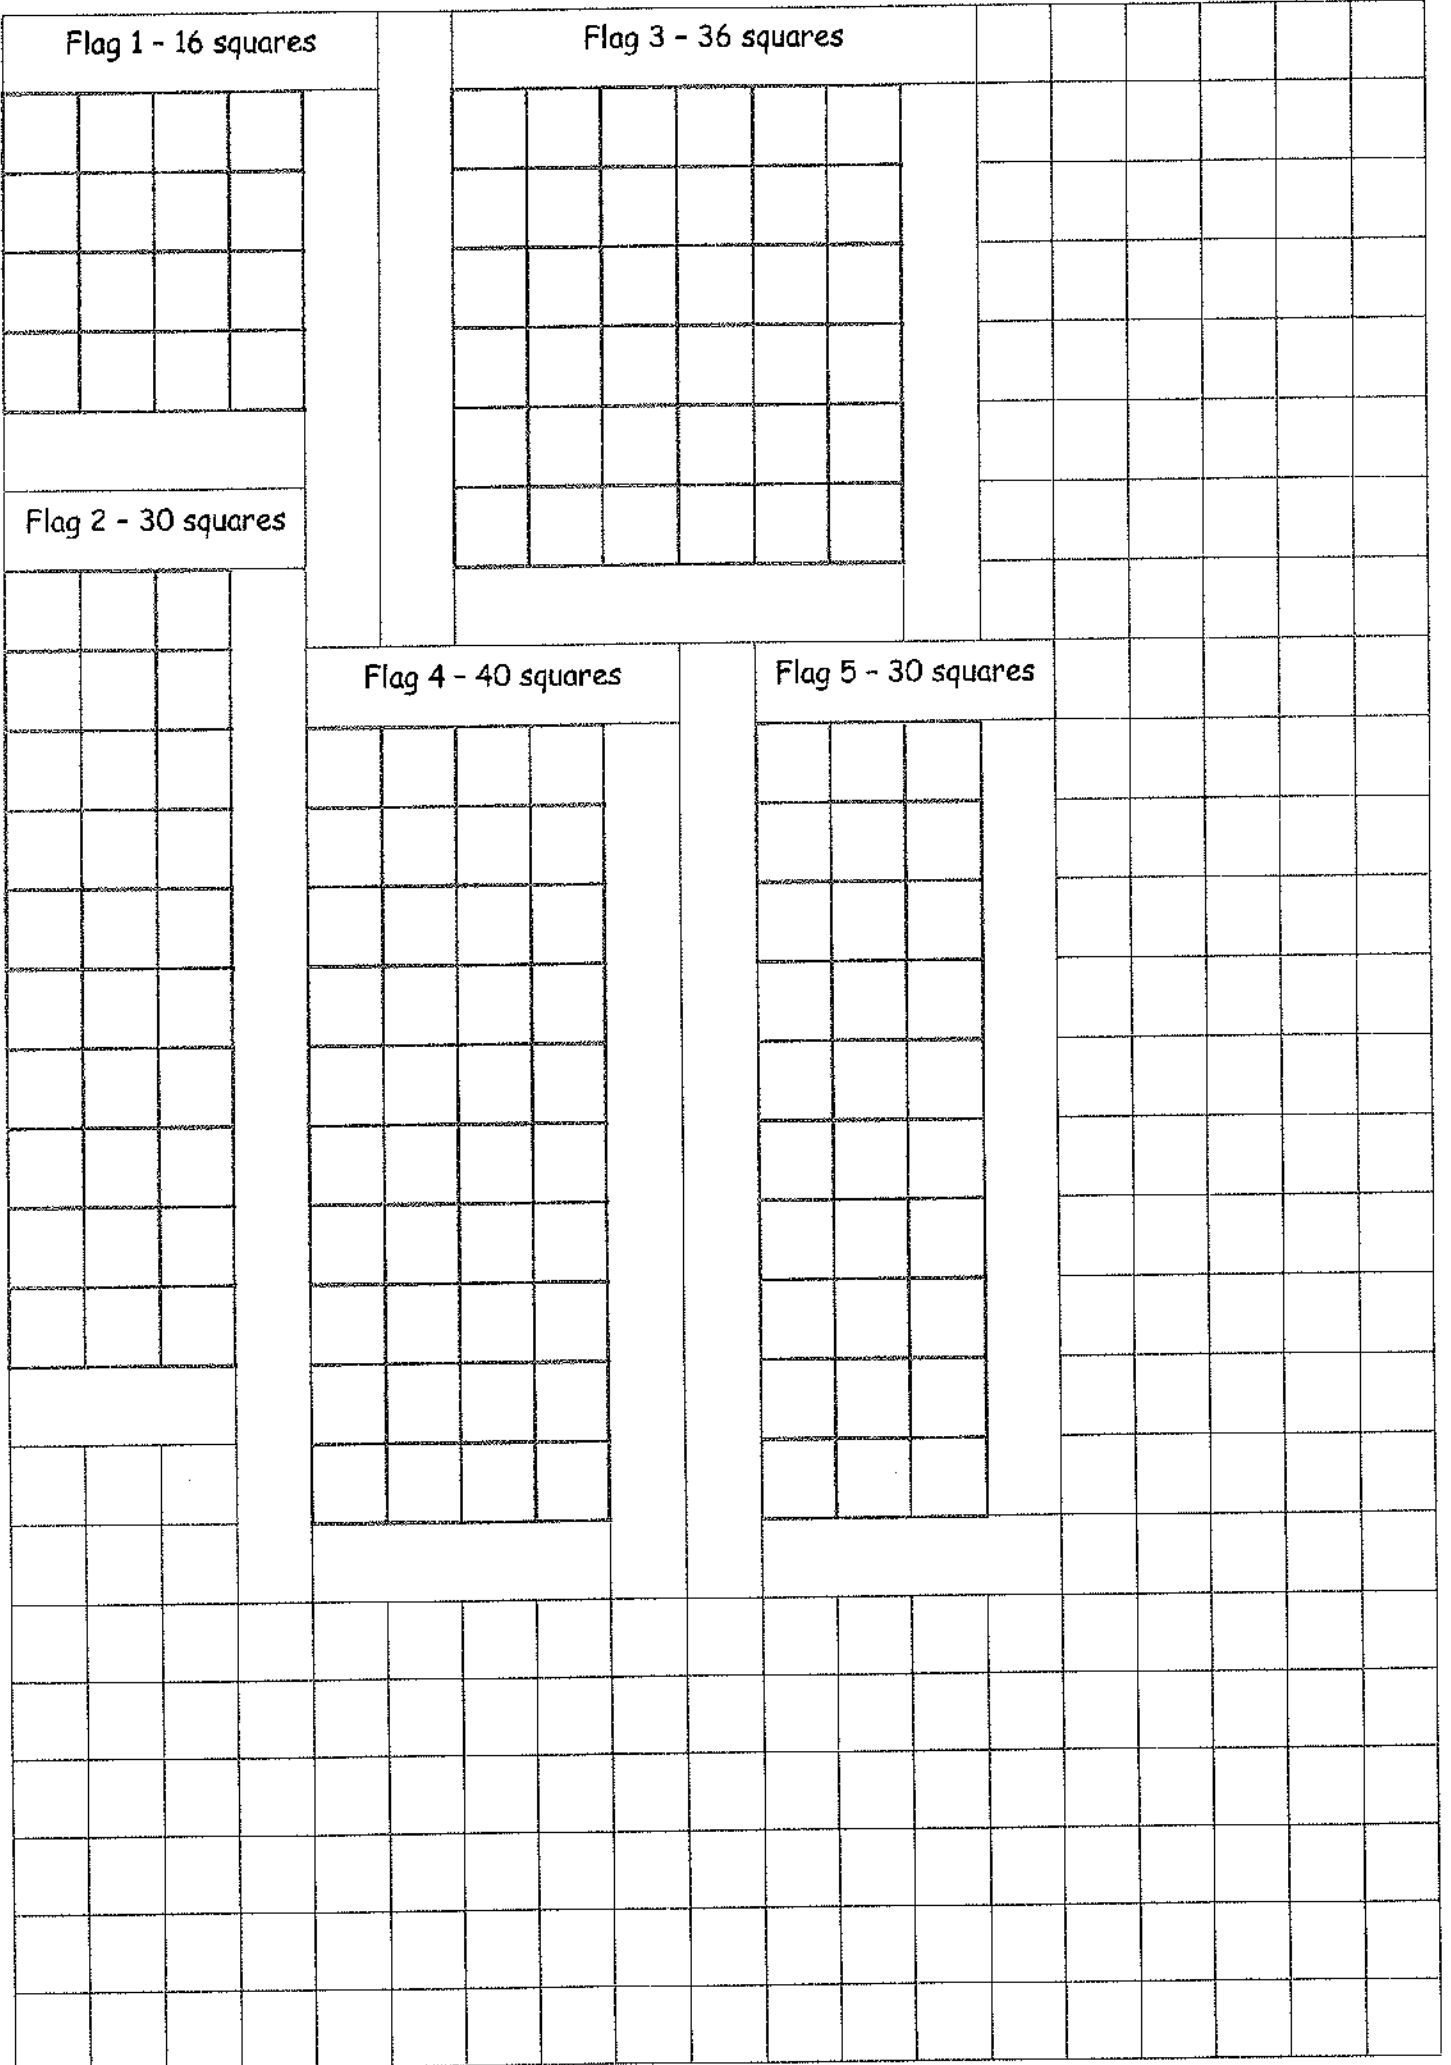 Flag 1 - 16 squares
Flag 3 - 36 squares
Flag 2 - 30 squares
Flag 4 - 40 squares
Flag 5 - 30 squares